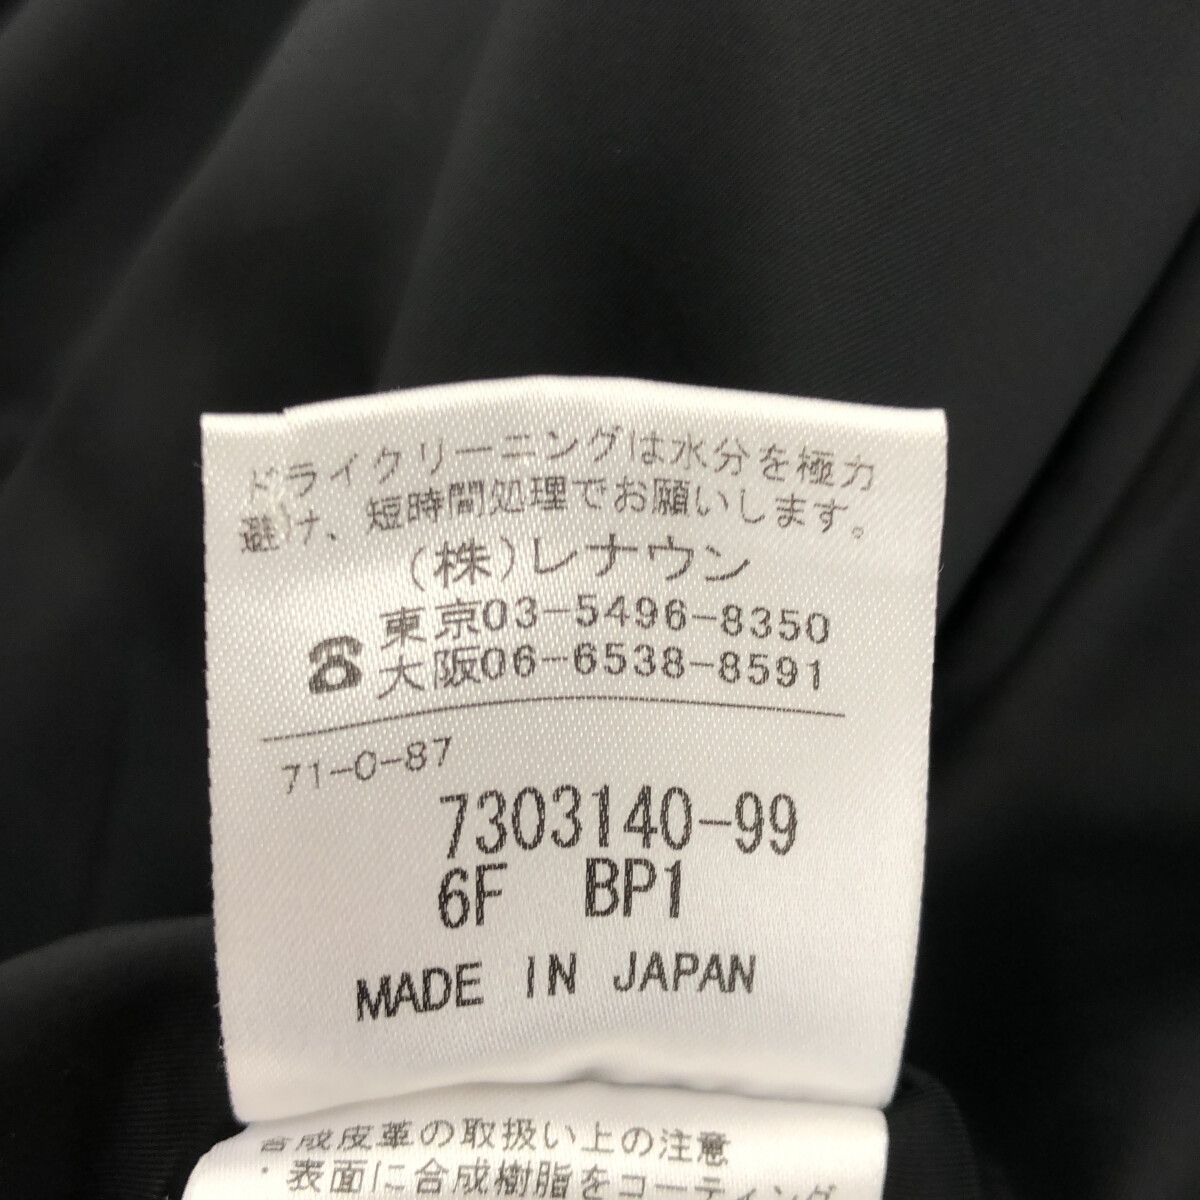 ドライクリーニングは水分を極力
避け、短時間処理でお願いします。
(株)レナウン
東京03-5496-8350
☎大阪06-6538-8591
71-0-87
7303140-99
6F BP1
MADE IN JAPAN
合成皮革の取扱い上の注意
・表面に合成樹脂をコーティング